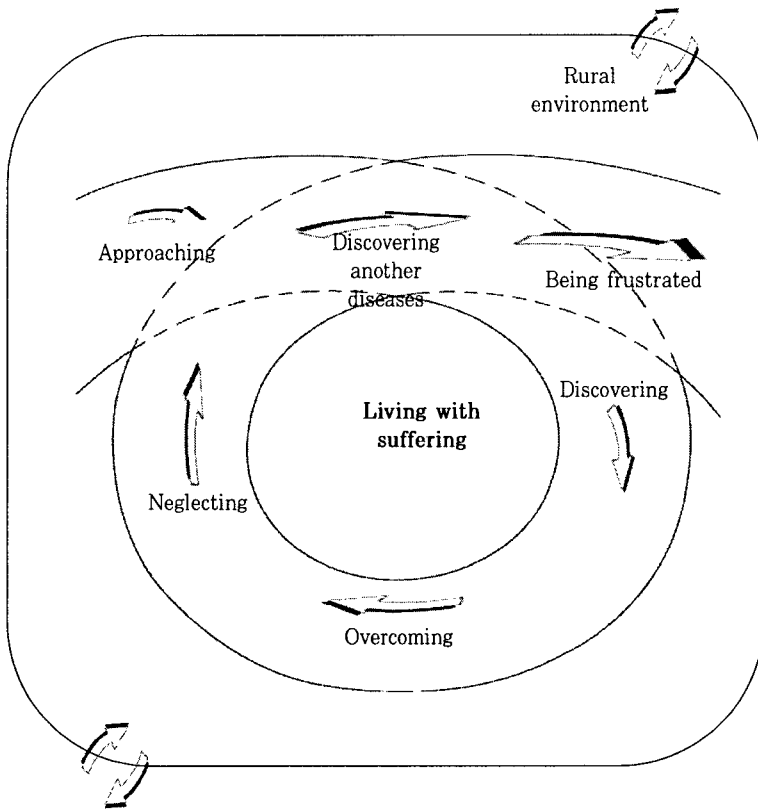 Rural
environment
Approaching
Discovering
another
diseases
Being frustrated
Discovering
Living with
suffering
Neglecting
Overcoming